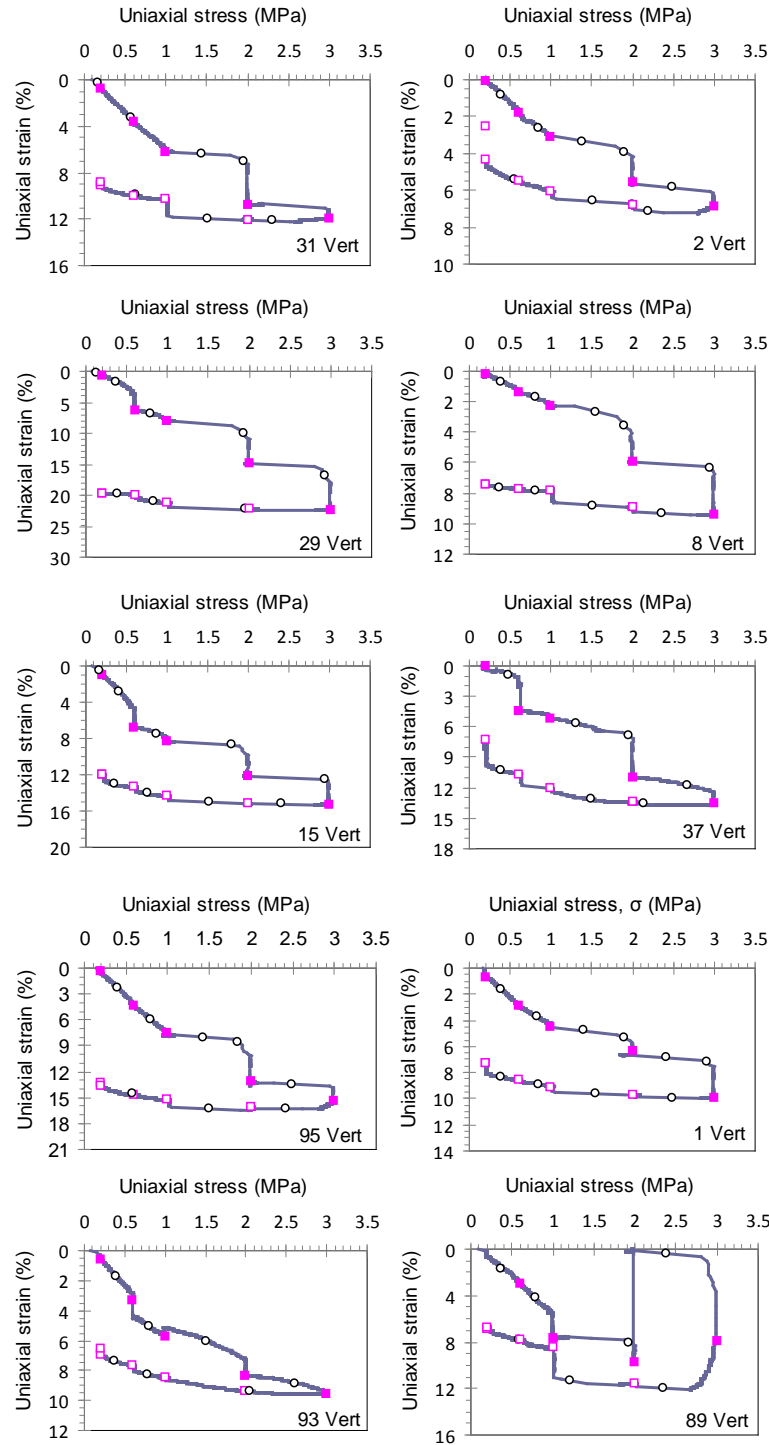 Uniaxial stress (MPa)
0 0.5 1 1.5 2 2.5 3 3.5
0
4
8
12
16
Uniaxial strain (%)
31 Vert
Uniaxial stress (MPa)
0 0.5 1 1.5 2 2.5 3 3.5
0
2
4
6
8
10
Uniaxial strain (%)
2 Vert
Uniaxial stress (MPa)
0 0.5 1 1.5 2 2.5 3 3.5
0
5
10
15
20
25
30
Uniaxial strain (%)
29 Vert
Uniaxial stress (MPa)
0 0.5 1 1.5 2 2.5 3 3.5
0
2
4
6
8
10
12
Uniaxial strain (%)
8 Vert
Uniaxial stress (MPa)
0 0.5 1 1.5 2 2.5 3 3.5
0
4
8
12
16
20
Uniaxial strain (%)
15 Vert
Uniaxial stress (MPa)
0 0.5 1 1.5 2 2.5 3 3.5
0
3
6
9
12
15
18
Uniaxial strain (%)
37 Vert
Uniaxial stress (MPa)
0 0.5 1 1.5 2 2.5 3 3.5
0
3
6
9
12
15
18
21
Uniaxial strain (%)
95 Vert
Uniaxial stress, σ (MPa)
0 0.5 1 1.5 2 2.5 3 3.5
0
2
4
6
8
10
12
14
Uniaxial strain (%)
1 Vert
Uniaxial stress (MPa)
0 0.5 1 1.5 2 2.5 3 3.5
0
2
4
6
8
10
12
Uniaxial strain (%)
93 Vert
Uniaxial stress (MPa)
0 0.5 1 1.5 2 2.5 3 3.5
0
4
8
12
16
Uniaxial strain (%)
89 Vert